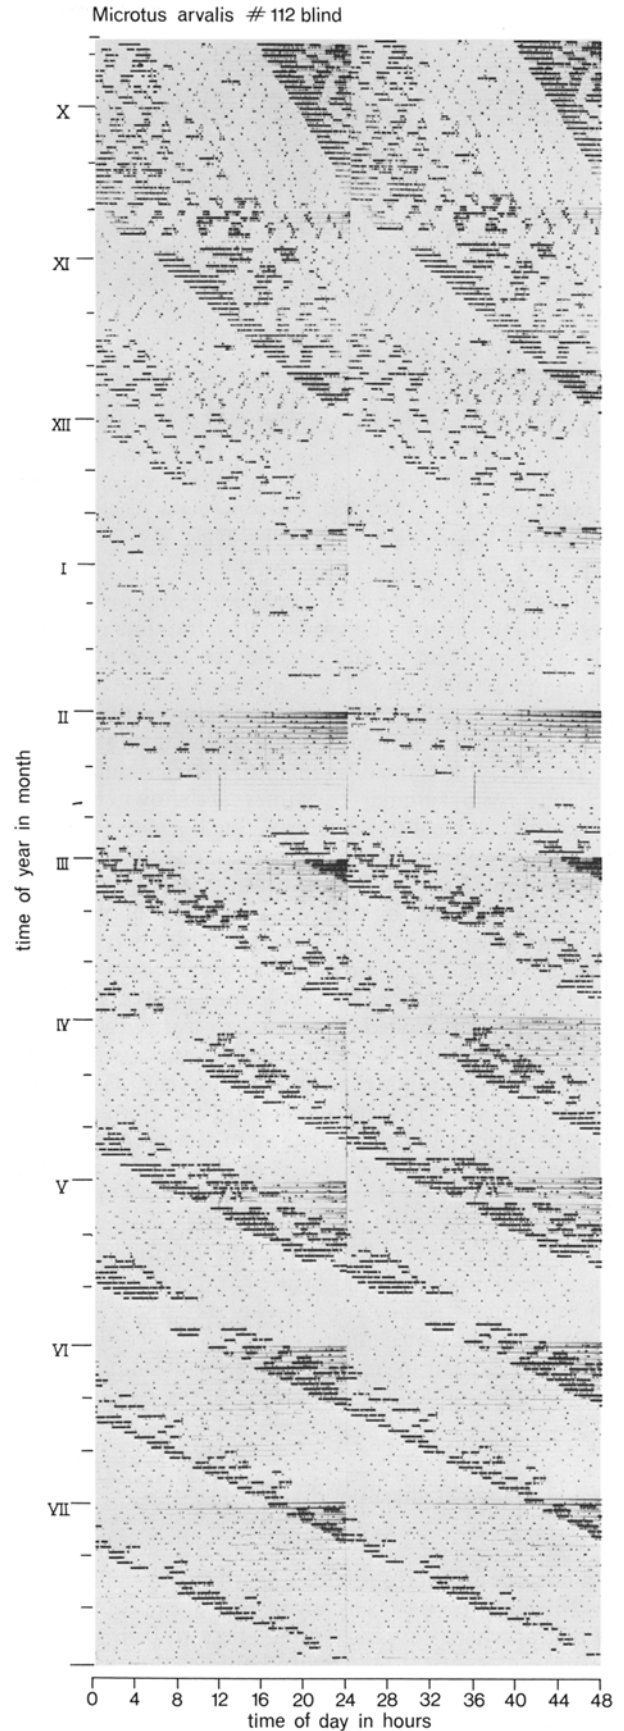 Microtus arvalis # 112 blind
X
XI
XII
I
II
III
IV
V
VI
VII
time of year in month
0 4 8 12 16 20 24 28 32 36 40 44 48
time of day in hours